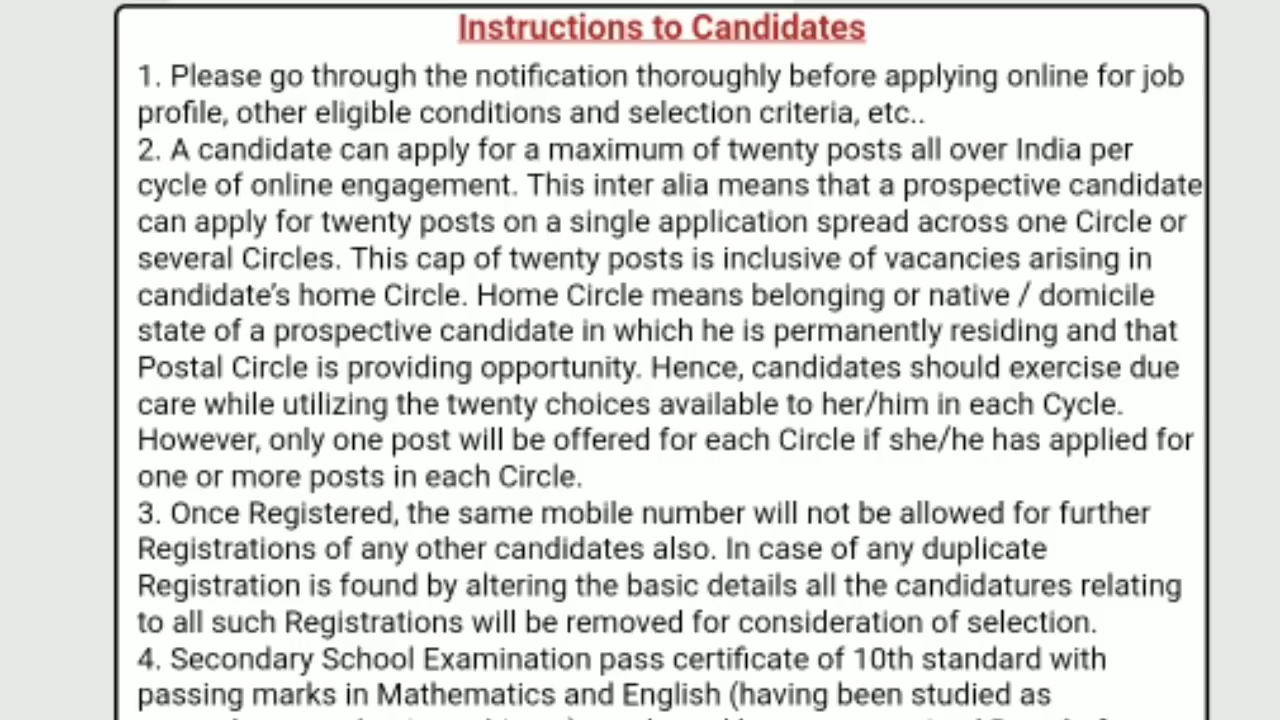 Instructions to Candidates
1. Please go through the notification thoroughly before applying online for job
profile, other eligible conditions and selection criteria, etc..
2. A candidate can apply for a maximum of twenty posts all over India per
cycle of online engagement. This inter alia means that a prospective candidate
can apply for twenty posts on a single application spread across one Circle or
several Circles. This cap of twenty posts is inclusive of vacancies arising in
candidate’s home Circle. Home Circle means belonging or native / domicile
state of a prospective candidate in which he is permanently residing and that
Postal Circle is providing opportunity. Hence, candidates should exercise due
care while utilizing the twenty choices available to her/him in each Cycle.
However, only one post will be offered for each Circle if she/he has applied for
one or more posts in each Circle.
3. Once Registered, the same mobile number will not be allowed for further
Registrations of any other candidates also. In case of any duplicate
Registration is found by altering the basic details all the candidatures relating
to all such Registrations will be removed for consideration of selection.
4. Secondary School Examination pass certificate of 10th standard with
passing marks in Mathematics and English (having been studied as